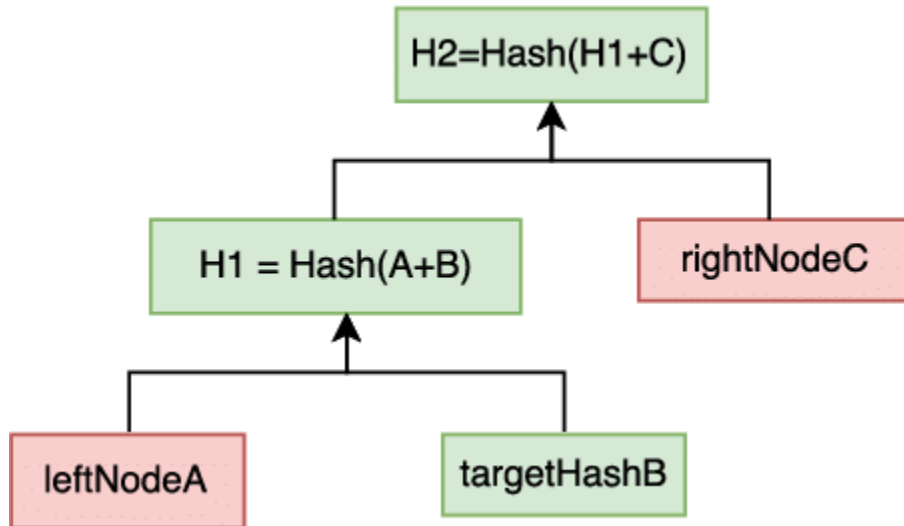 H2=Hash(H1+C)
H1 = Hash(A+B)
rightNodeC
leftNodeA
targetHashB